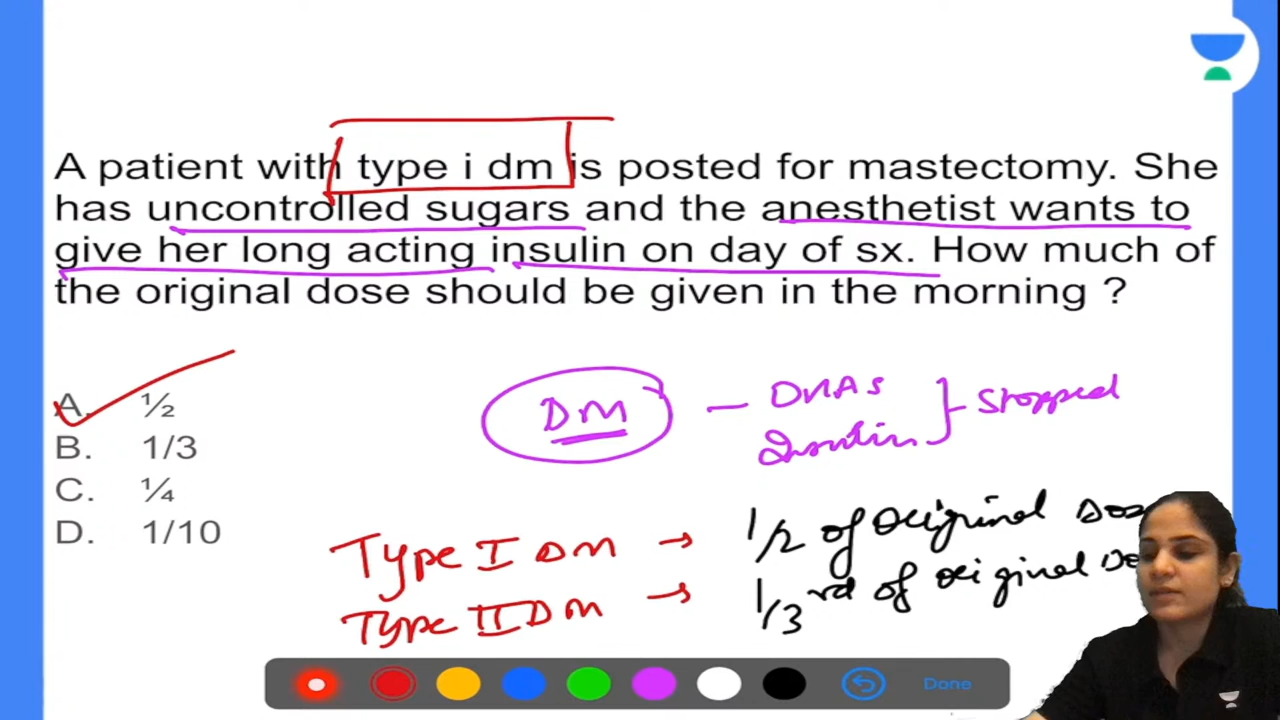 A patient with type i dm is posted for mastectomy. She
has uncontrolled sugars and the anesthetist wants to
give her long acting insulin on day of sx. How much of
the original dose should be given in the morning ?
A. ½
B. 1/3
C. ¼
D. 1/10
DM — Insulin } Stopped
Type I DM → 1/2 of original
Type II DM → 1/3rd of original
Done